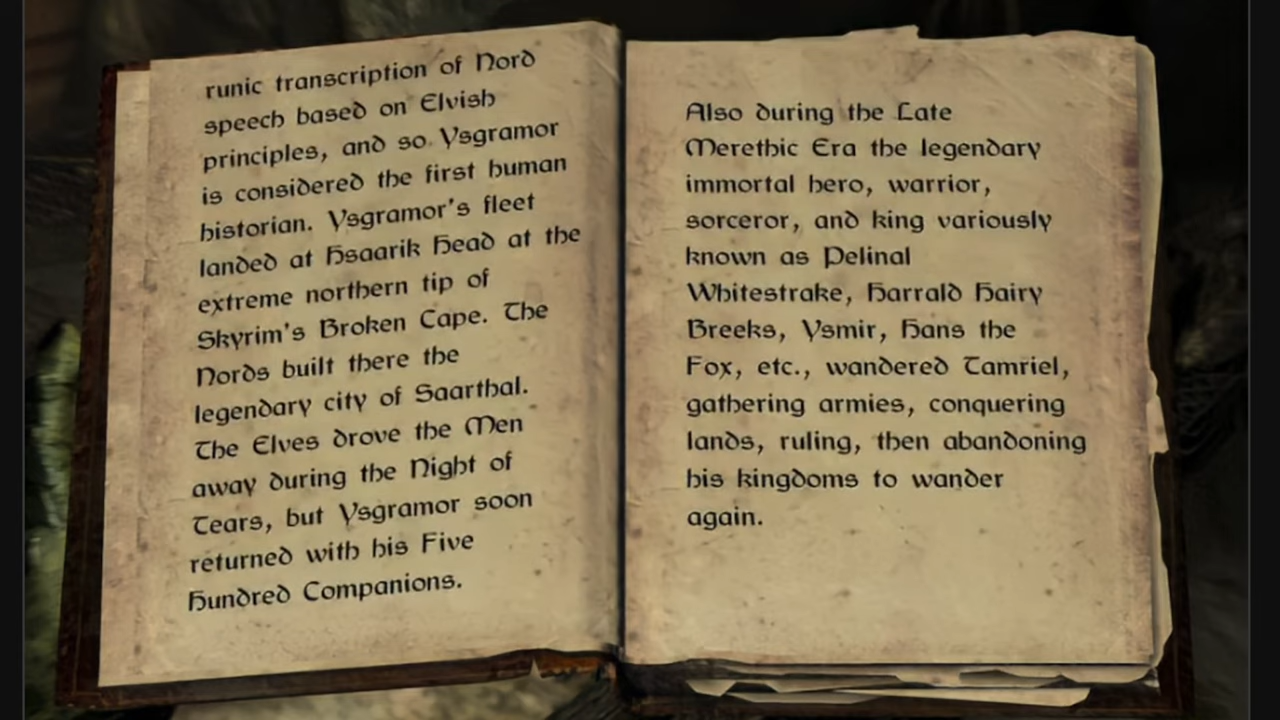 runic transcription of Nord
speech based on Elvish
principles, and so Ysgramor
is considered the first human
historian. Ysgramor's fleet
landed at Hsaarik Head at the
extreme northern tip of
Skyrim's Broken Cape. The
Nords built there the
legendary city of Saarthal.
The Elves drove the Men
away during the Night of
Tears, but Ysgramor soon
returned with his Five
Hundred Companions.
Also during the Late
Merethic Era the legendary
immortal hero, warrior,
sorceror, and king variously
known as Pelinal
Whitestrake, Harrald Hairy
Breeks, Ysmir, Hans the
Fox, etc., wandered Tamriel,
gathering armies, conquering
lands, ruling, then abandoning
his kingdoms to wander
again.